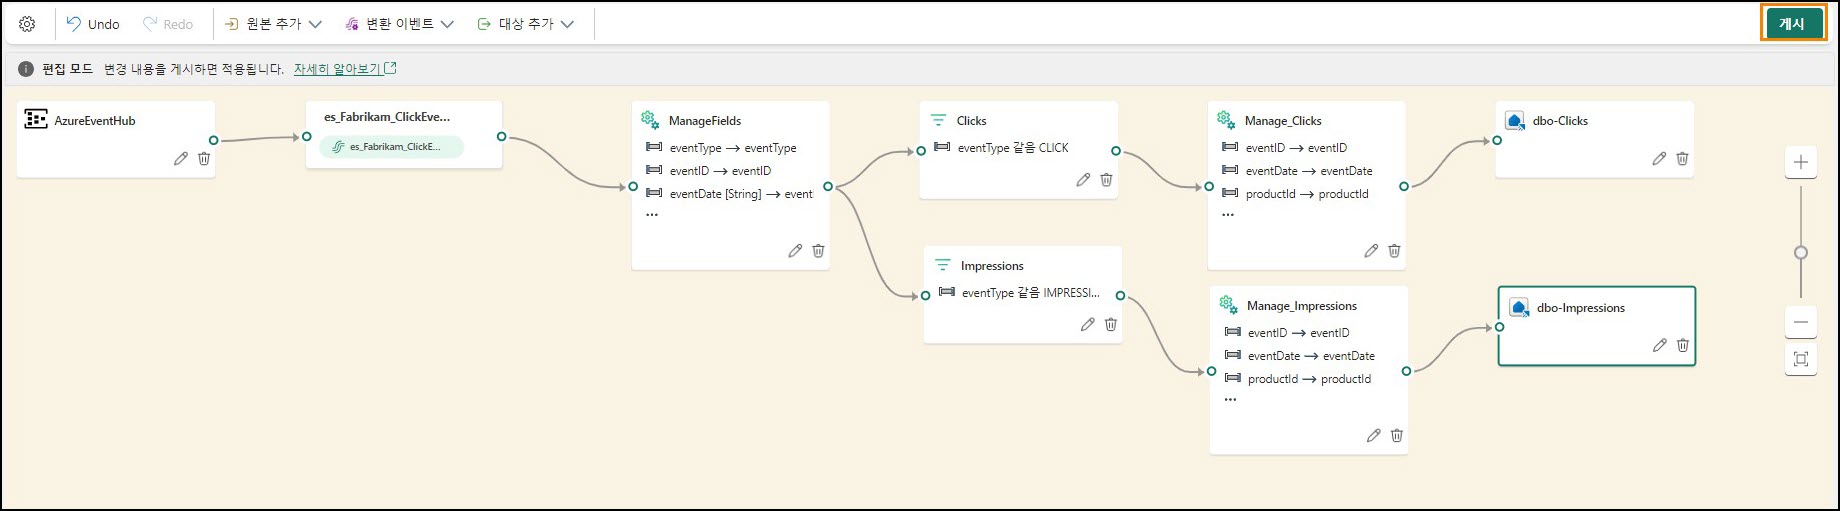 Undo Redo 원본 추가 변환 이벤트 대상 추가 게시
편집 모드 변경 내용을 게시하면 적용됩니다. 자세히 알아보기
AzureEventHub
es_Fabrikam_ClickEve...
es_Fabrikam_ClickE...
ManageFields
eventType → eventType
eventID → eventID
eventDate [String] → eventI
...
Clicks
eventType 같음 CLICK
Impressions
eventType 같음 IMPRESSI...
Manage_Clicks
eventID → eventID
eventDate → eventDate
productId → productId
...
Manage_Impressions
eventID → eventID
eventDate → eventDate
productId → productId
...
dbo-Clicks
dbo-Impressions